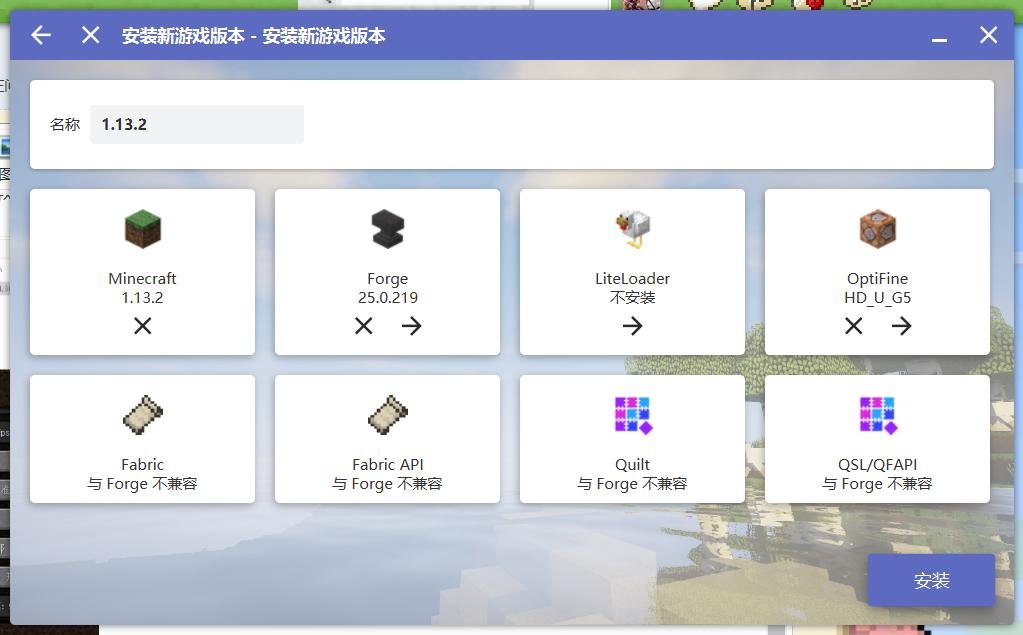 安装新游戏版本 - 安装新游戏版本
名称 1.13.2
Minecraft
1.13.2
Forge
25.0.219
LiteLoader
不安装
OptiFine
HD_U_G5
Fabric
与 Forge 不兼容
Fabric API
与 Forge 不兼容
Quilt
与 Forge 不兼容
QSL/QFAPI
与 Forge 不兼容
安装